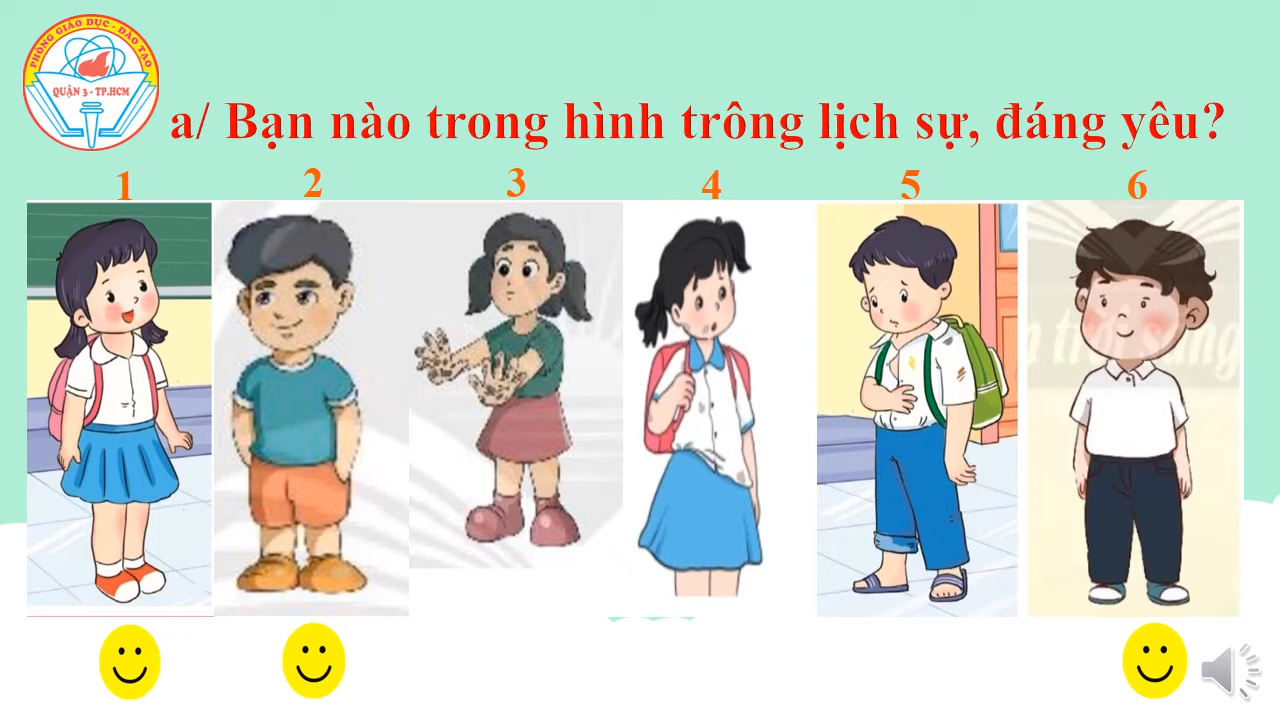 PHÒNG GIÁO DỤC - ĐÀO TẠO
QUẬN 3 - TP.HCM
a/ Bạn nào trong hình trông lịch sự, đáng yêu?
1 2 3 4 5 6